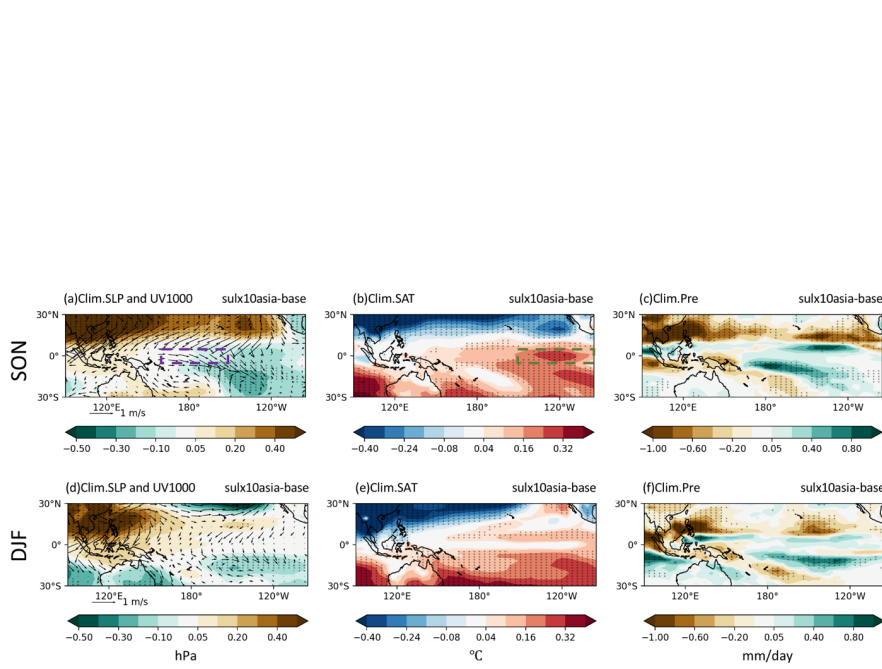 (a)Clim.SLP and UV1000 sulx10asia-base
(b)Clim.SAT sulx10asia-base
(c)Clim.Pre sulx10asia-base
SON
30°N
0°
30°S
120°E 180° 120°W
1 m/s
30°N
0°
30°S
120°E 180° 120°W
30°N
0°
30°S
120°E 180° 120°W
−0.50 −0.30 −0.10 0.05 0.20 0.40
−0.40 −0.24 −0.08 0.04 0.16 0.32
−1.00 −0.60 −0.20 0.05 0.40 0.80
(d)Clim.SLP and UV1000 sulx10asia-base
(e)Clim.SAT sulx10asia-base
(f)Clim.Pre sulx10asia-base
DJF
30°N
0°
30°S
120°E 180° 120°W
1 m/s
30°N
0°
30°S
120°E 180° 120°W
30°N
0°
30°S
120°E 180° 120°W
−0.50 −0.30 −0.10 0.05 0.20 0.40
−0.40 −0.24 −0.08 0.04 0.16 0.32
−1.00 −0.60 −0.20 0.05 0.40 0.80
hPa
°C
mm/day